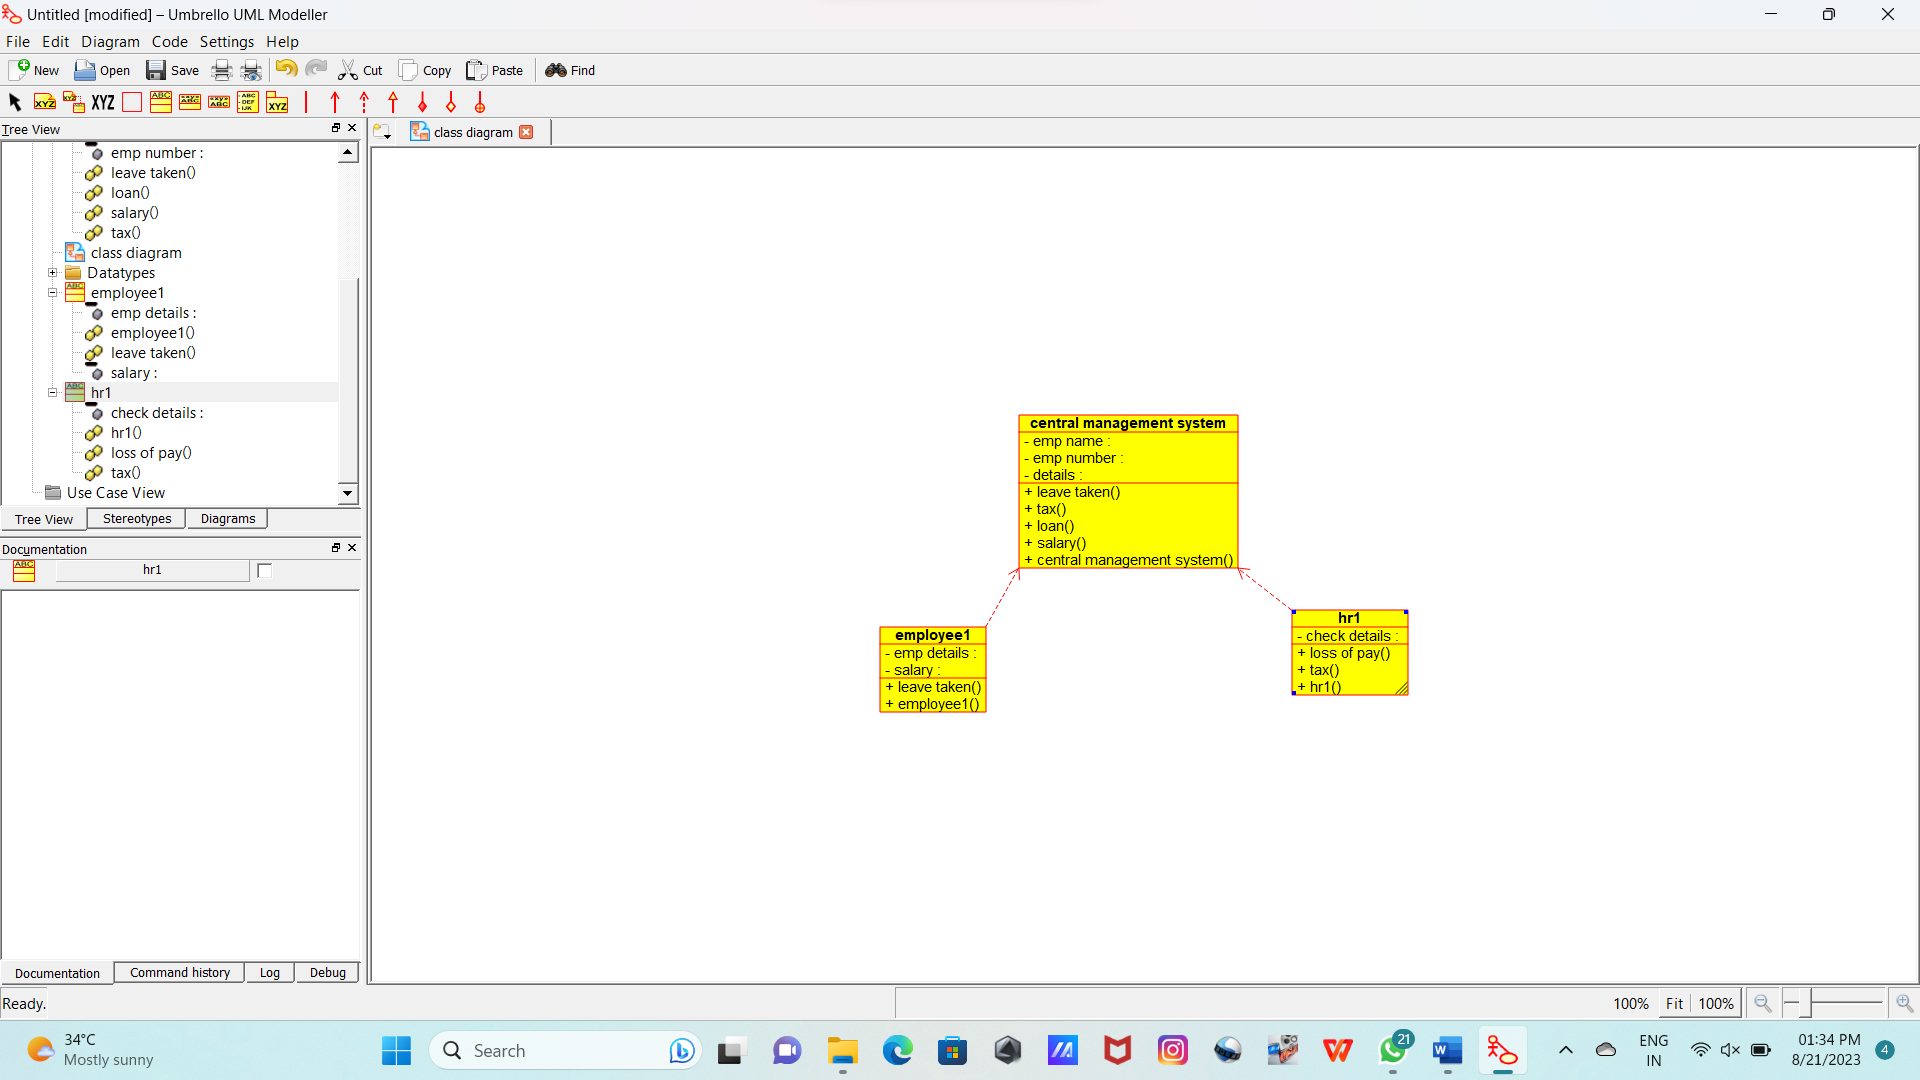 Untitled [modified] – Umbrello UML Modeller
File Edit Diagram Code Settings Help
New Open Save Cut Copy Paste Find
XYZ
Tree View
class diagram
emp number :
leave taken()
loan()
salary()
tax()
class diagram
Datatypes
employee1
emp details :
employee1()
leave taken()
salary :
hr1
check details :
hr1()
loss of pay()
tax()
Use Case View
Tree View Stereotypes Diagrams
Documentation
hr1
Documentation Command history Log Debug
central management system
- emp name :
- emp number :
- details :
+ leave taken()
+ tax()
+ loan()
+ salary()
+ central management system()
employee1
- emp details :
- salary :
+ leave taken()
+ employee1()
hr1
- check details :
+ loss of pay()
+ tax()
+ hr1()
Ready.
100% Fit 100%
34°C
Mostly sunny
Search
21
ENG
IN
01:34 PM
8/21/2023
4